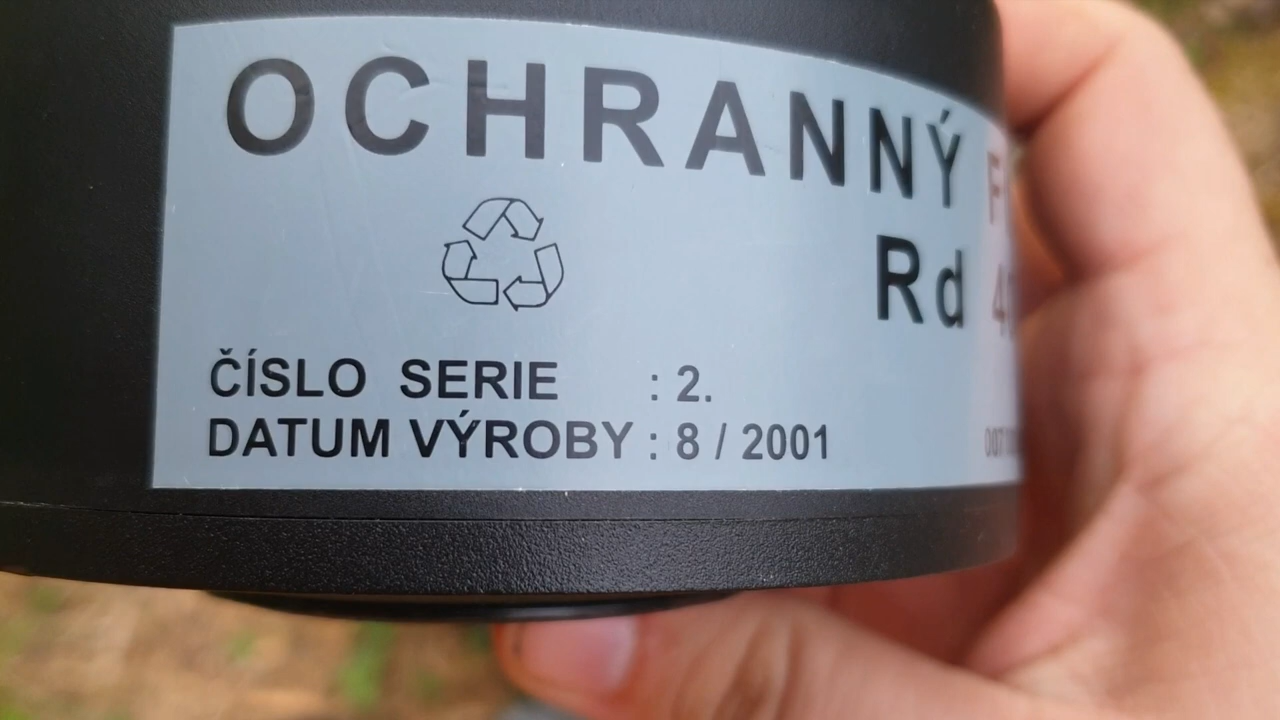 OCHRANNÝ
Rd
ČÍSLO SERIE : 2.
DATUM VÝROBY : 8 / 2001